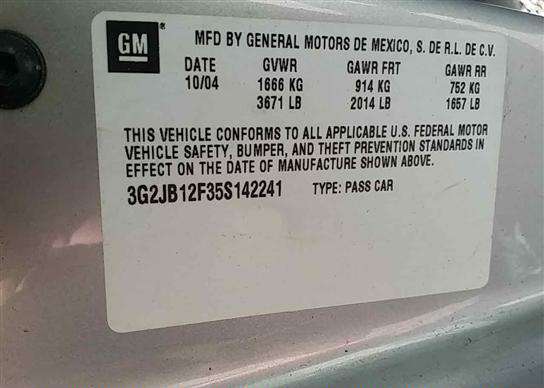 GM
MFD BY GENERAL MOTORS DE MEXICO, S. DE R.L. DE C.V.
DATE GVWR GAWR FRT GAWR RR
10/04 1666 KG 914 KG 752 KG
3671 LB 2014 LB 1657 LB
THIS VEHICLE CONFORMS TO ALL APPLICABLE U.S. FEDERAL MOTOR
VEHICLE SAFETY, BUMPER, AND THEFT PREVENTION STANDARDS IN
EFFECT ON THE DATE OF MANUFACTURE SHOWN ABOVE.
3G2JB12F35S142241 TYPE: PASS CAR